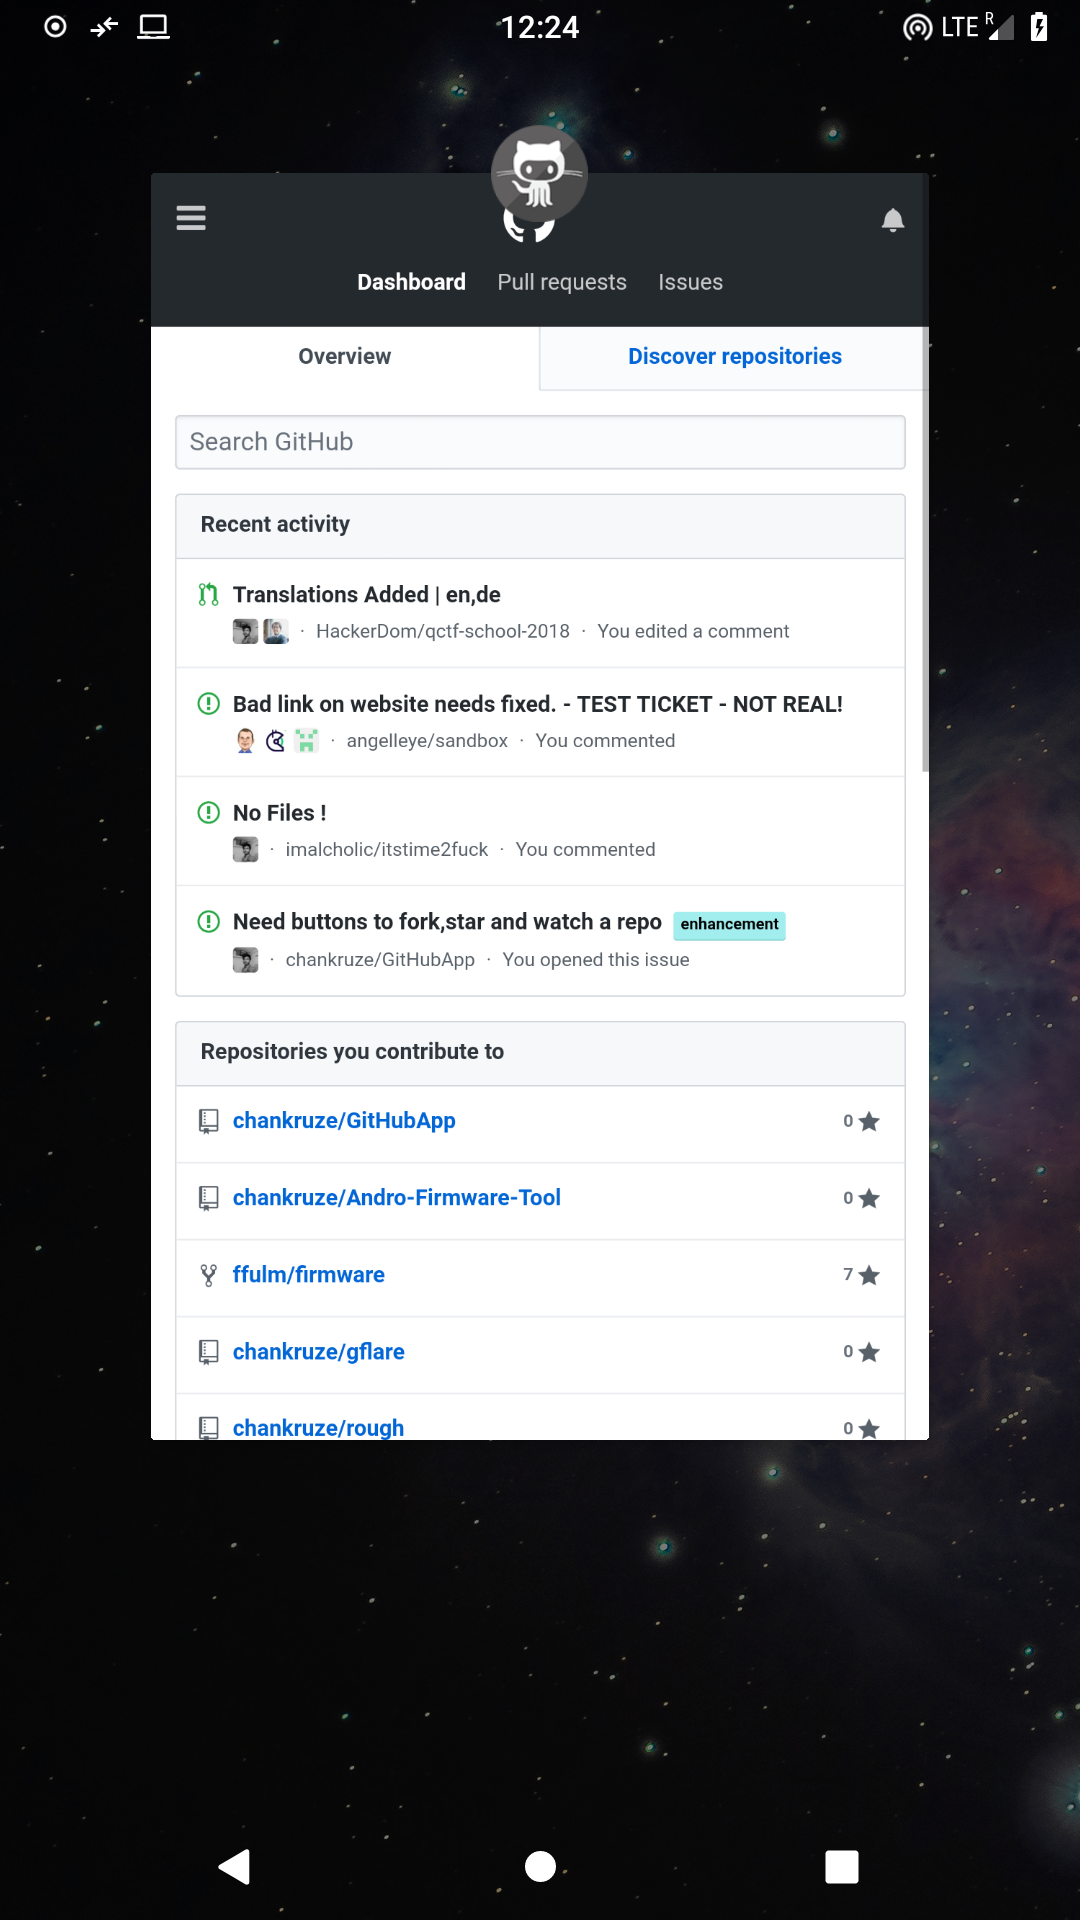 12:24
LTE R
Dashboard Pull requests Issues
Overview Discover repositories
Search GitHub
Recent activity
Translations Added | en,de
· HackerDom/qctf-school-2018 · You edited a comment
Bad link on website needs fixed. - TEST TICKET - NOT REAL!
· angelleye/sandbox · You commented
No Files !
· imalcholic/itstime2fuck · You commented
Need buttons to fork,star and watch a repo enhancement
· chankruze/GitHubApp · You opened this issue
Repositories you contribute to
chankruze/GitHubApp 0
chankruze/Andro-Firmware-Tool 0
ffulm/firmware 7
chankruze/gflare 0
chankruze/rough 0